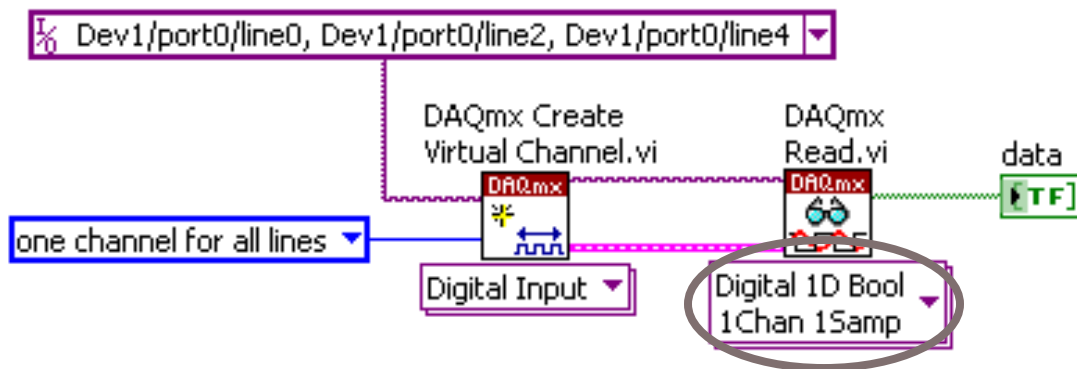 I/O Dev1/port0/line0, Dev1/port0/line2, Dev1/port0/line4
DAQmx Create
Virtual Channel.vi
DAQmx
Read.vi
data
DAQmx
DAQmx
TF
one channel for all lines
Digital Input
Digital 1D Bool
1Chan 1Samp